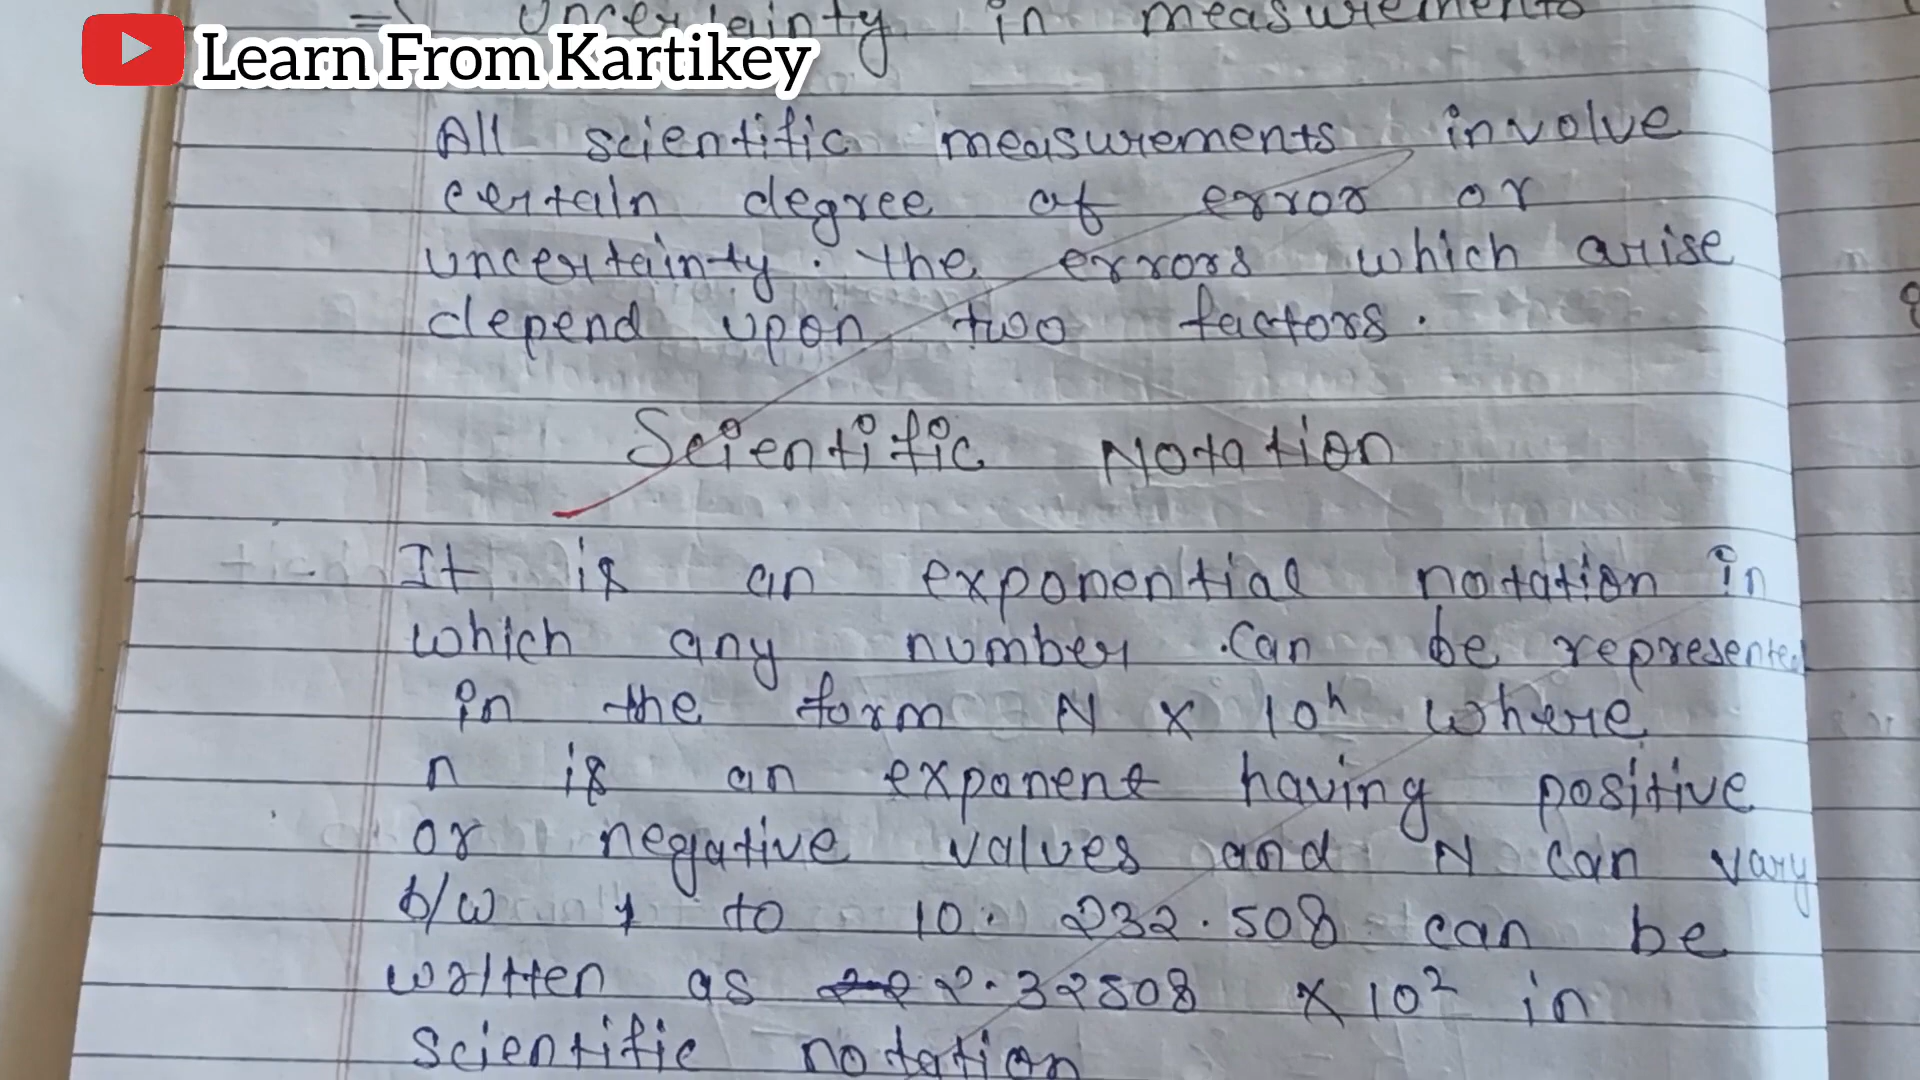 ⇒ Uncertainty in measurements
Learn From Kartikey
All scientific measurements involve
certain degree of error or
uncertainty. the errors which arise
depend upon two factors.
Scientific Notation
It is an exponential notation in
which any number can be represented
in the form N x 10ⁿ where
n is an exponent having positive
or negative values and N can vary
b/w 1 to 10. 232.508 can be
written as 2.32508 x 10² in
scientific notation